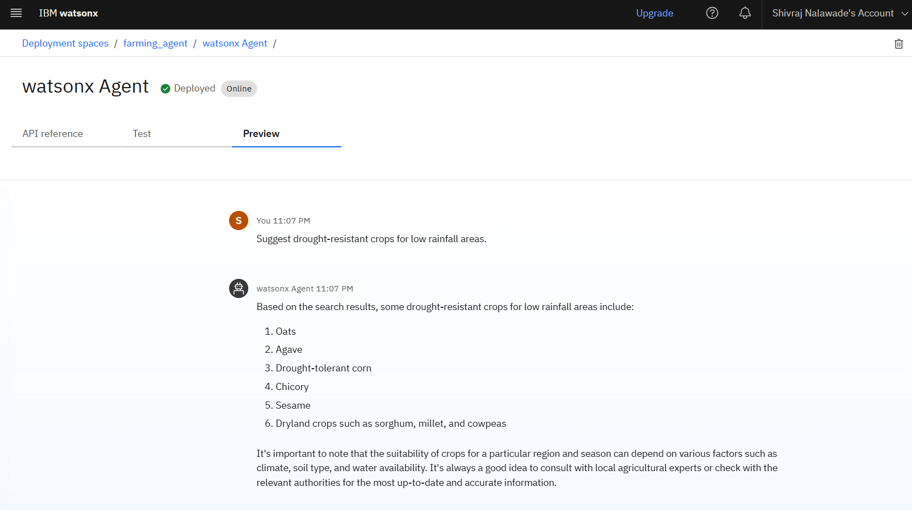 IBM watsonx
Upgrade
Shivraj Nalawade's Account
Deployment spaces / farming_agent / watsonx Agent /
watsonx Agent
Deployed
Online
API reference
Test
Preview
S
You 11:07 PM
Suggest drought-resistant crops for low rainfall areas.
watsonx Agent 11:07 PM
Based on the search results, some drought-resistant crops for low rainfall areas include:
1. Oats
2. Agave
3. Drought-tolerant corn
4. Chicory
5. Sesame
6. Dryland crops such as sorghum, millet, and cowpeas
It's important to note that the suitability of crops for a particular region and season can depend on various factors such as
climate, soil type, and water availability. It's always a good idea to consult with local agricultural experts or check with the
relevant authorities for the most up-to-date and accurate information.